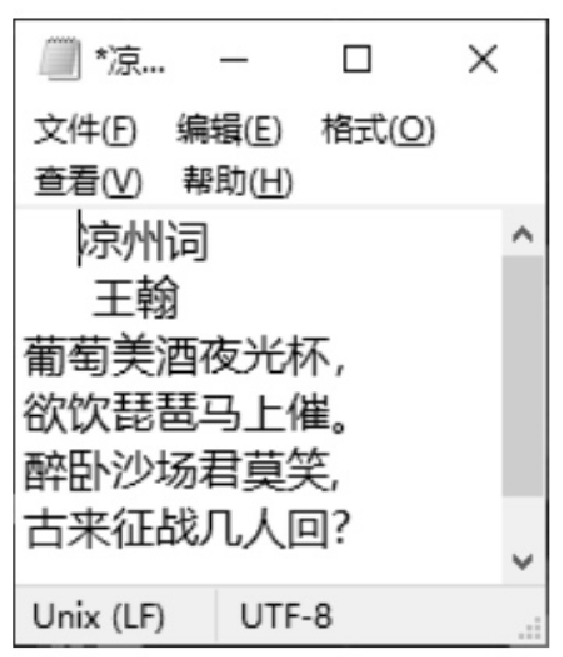 *凉...
文件(F) 编辑(E) 格式(O)
查看(V) 帮助(H)
凉州词
王翰
葡萄美酒夜光杯,
欲饮琵琶马上催。
醉卧沙场君莫笑,
古来征战几人回?
Unix (LF) UTF-8